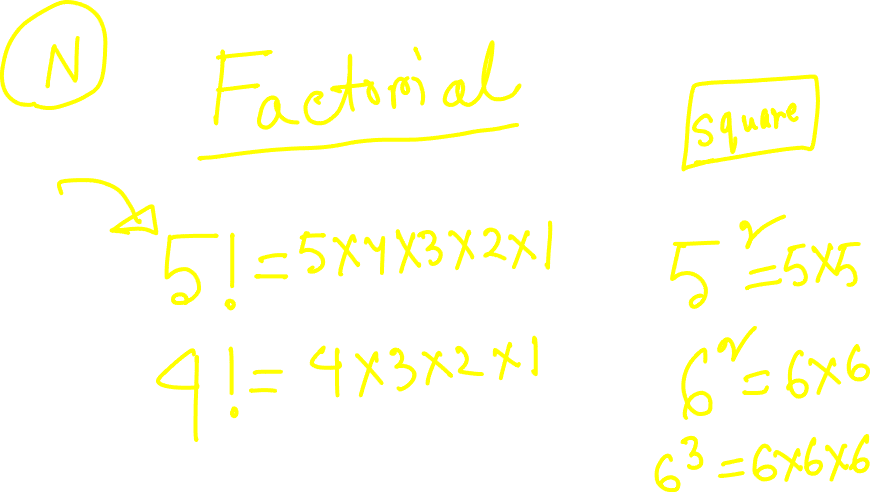 N
Factorial
square
5! = 5x4x3x2x1
5² = 5x5
4! = 4x3x2x1
6² = 6x6
6³ = 6x6x6